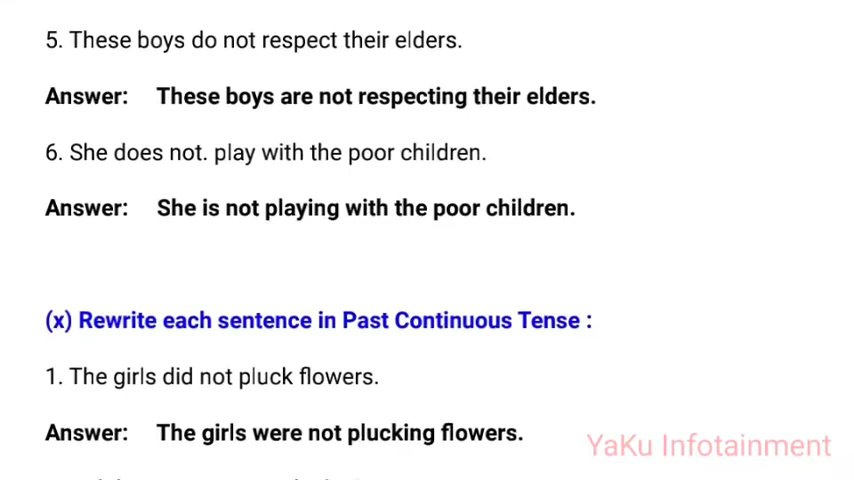 5. These boys do not respect their elders.
Answer: These boys are not respecting their elders.
6. She does not. play with the poor children.
Answer: She is not playing with the poor children.
(x) Rewrite each sentence in Past Continuous Tense :
1. The girls did not pluck flowers.
Answer: The girls were not plucking flowers.
YaKu Infotainment